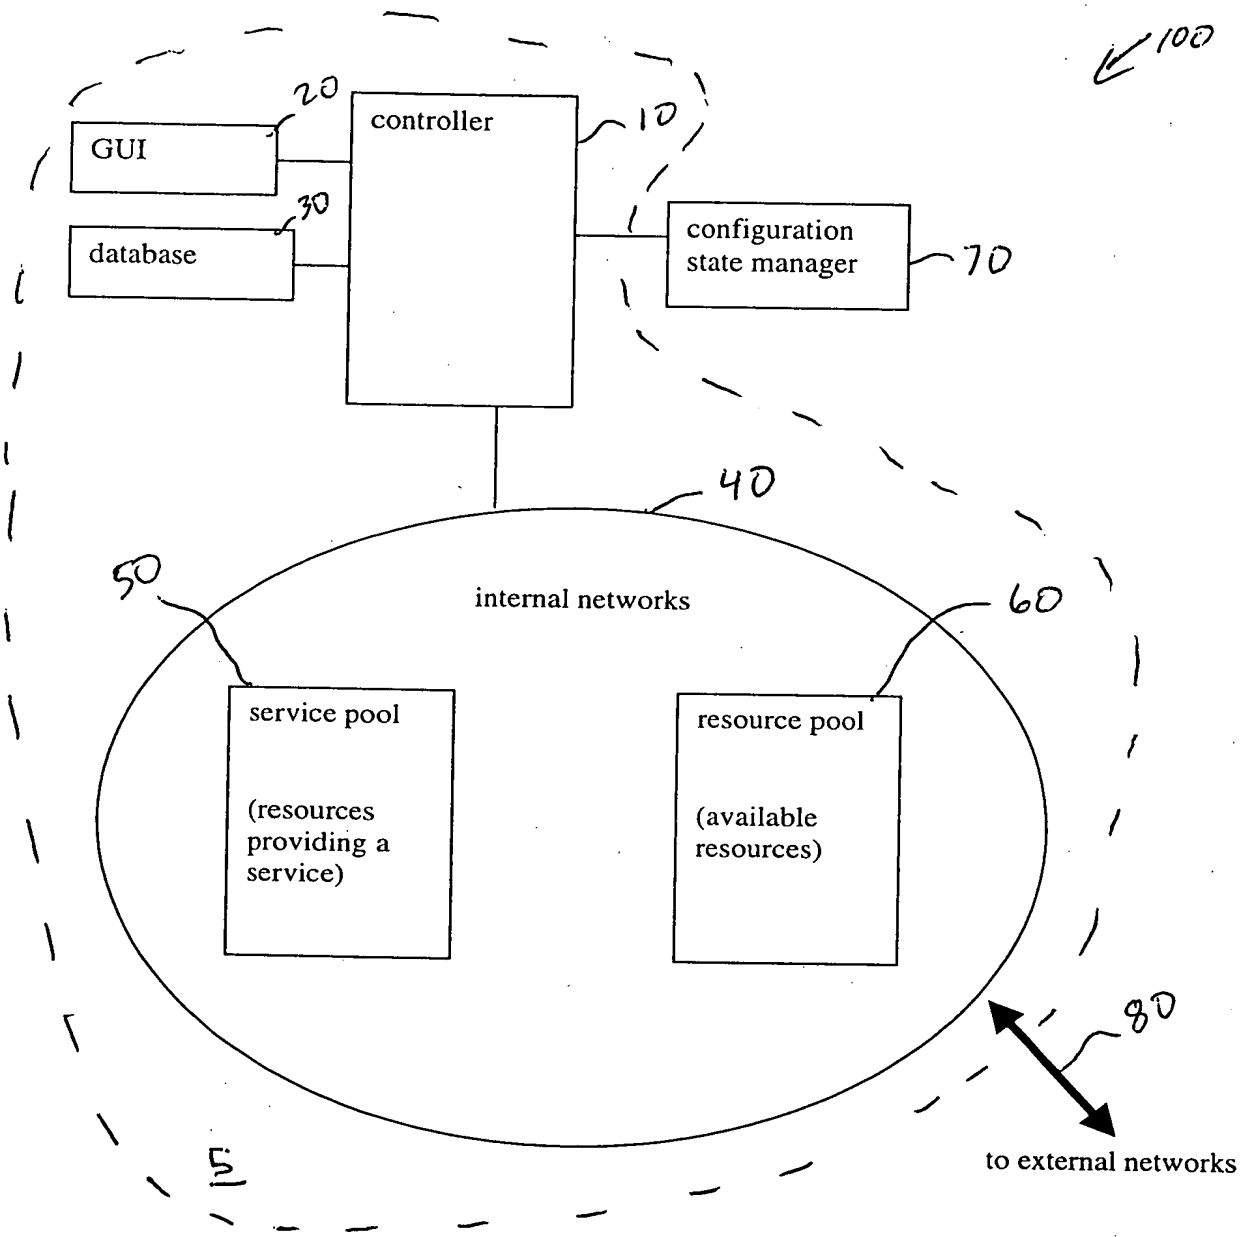 100
20
controller
10
GUI
30
database
configuration
state manager
70
40
50
internal networks
60
service pool
resource pool
(resources
providing a
service)
(available
resources)
80
5
to external networks